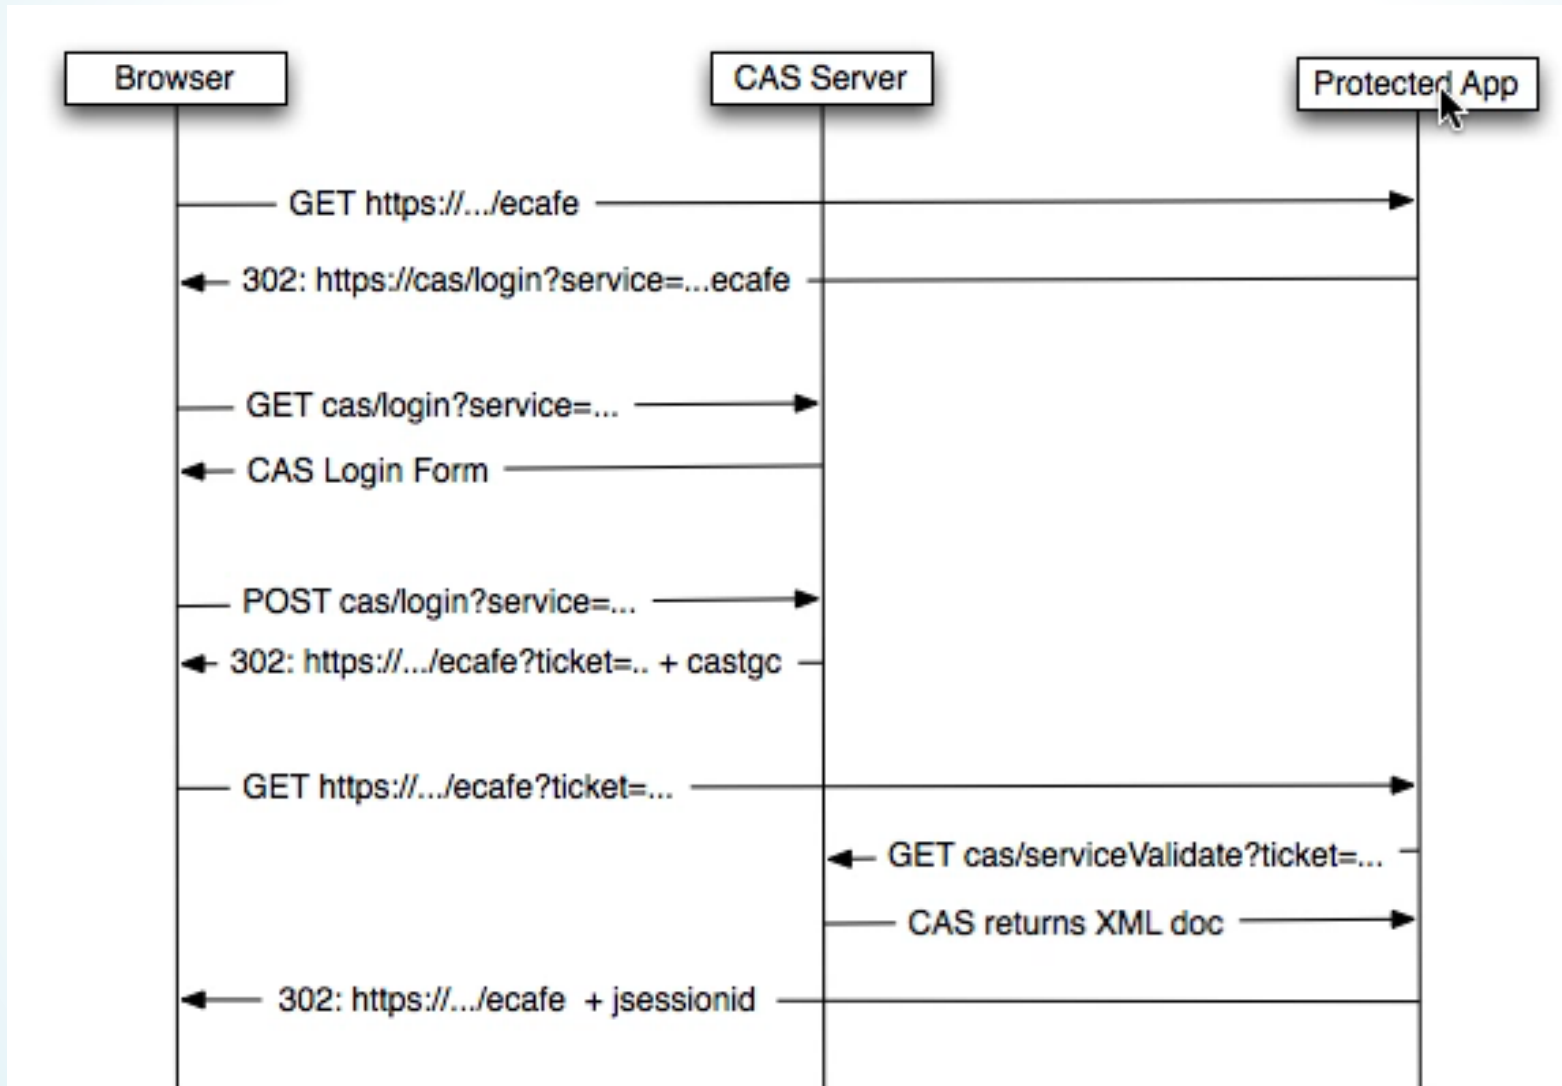 Browser
CAS Server
Protected App
GET https://.../ecafe
302: https://cas/login?service=...ecafe
GET cas/login?service=...
CAS Login Form
POST cas/login?service=...
302: https://.../ecafe?ticket=.. + castgc
GET https://.../ecafe?ticket=...
GET cas/serviceValidate?ticket=...
CAS returns XML doc
302: https://.../ecafe + jsessionid